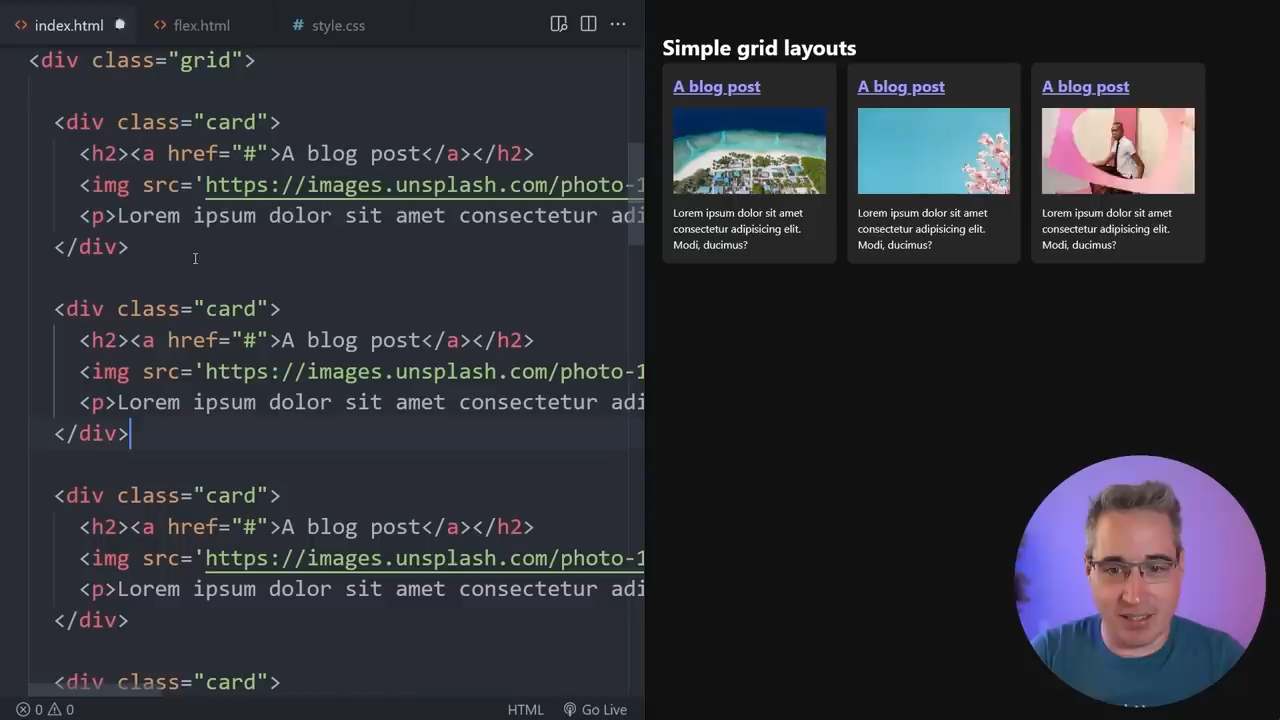 index.html
flex.html
# style.css
<div class="grid">
<div class="card">
<h2><a href="#">A blog post</a></h2>
<img src='https://images.unsplash.com/photo-1
<p>Lorem ipsum dolor sit amet consectetur adi
</div>
<div class="card">
<h2><a href="#">A blog post</a></h2>
<img src='https://images.unsplash.com/photo-1
<p>Lorem ipsum dolor sit amet consectetur adi
</div>
<div class="card">
<h2><a href="#">A blog post</a></h2>
<img src='https://images.unsplash.com/photo-1
<p>Lorem ipsum dolor sit amet consectetur adi
</div>
<div class="card">
0 0
HTML
Go Live
Simple grid layouts
A blog post
Lorem ipsum dolor sit amet
consectetur adipisicing elit.
Modi, ducimus?
A blog post
Lorem ipsum dolor sit amet
consectetur adipisicing elit.
Modi, ducimus?
A blog post
Lorem ipsum dolor sit amet
consectetur adipisicing elit.
Modi, ducimus?